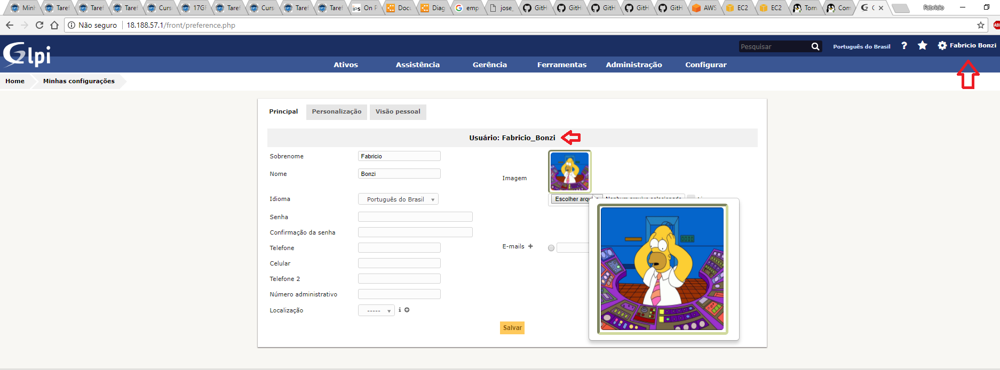 Minh Taref Taref Taref Curs 17GF Taref Curs Taref Taref On P Docu Diag emp jose_ GitH GitH GitH GitH GitH AWS EC2 EC2 Torn Com Fabricio
Não seguro 18.188.57.1/front/preference.php
Glpi
Pesquisar Português do Brasil ? Fabricio Bonzi
Ativos Assistência Gerência Ferramentas Administração Configurar
Home Minhas configurações
Principal Personalização Visão pessoal
Usuário: Fabricio_Bonzi
Sobrenome Fabricio
Nome Bonzi
Imagem
Idioma Português do Brasil
Escolher arqui
Senha
Confirmação da senha
Telefone
E-mails +
Celular
Telefone 2
Número administrativo
Localização -----
Salvar